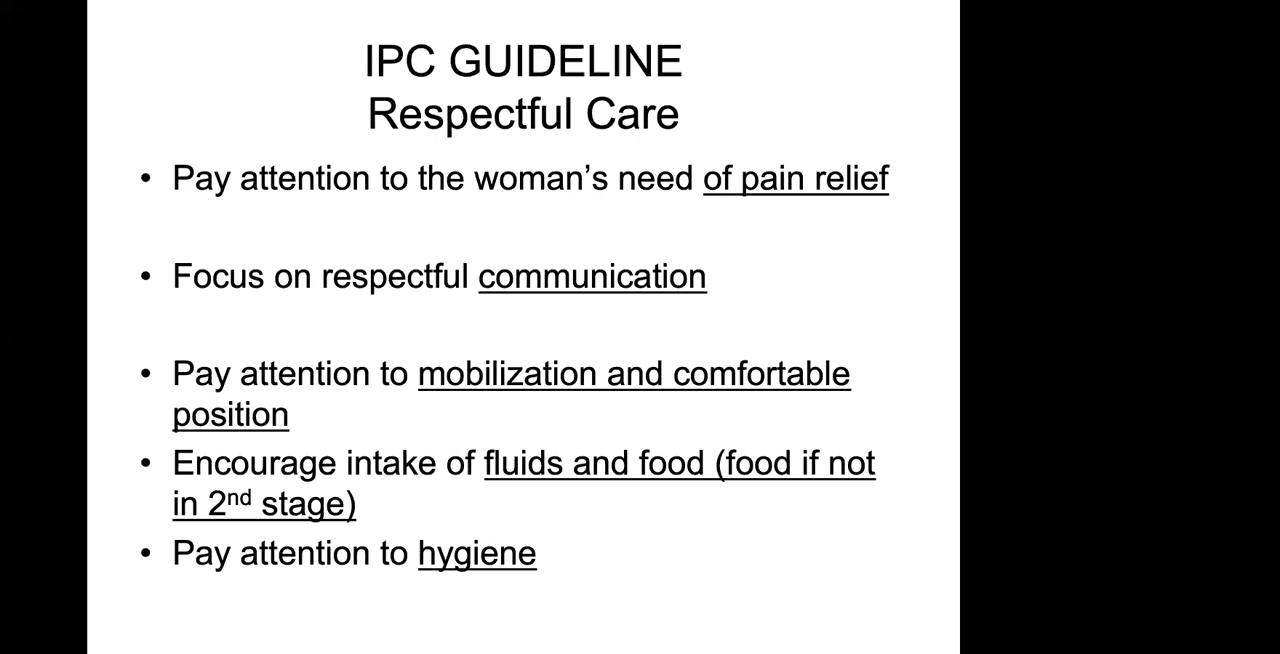 IPC GUIDELINE
Respectful Care
• Pay attention to the woman’s need of pain relief
• Focus on respectful communication
• Pay attention to mobilization and comfortable
position
• Encourage intake of fluids and food (food if not
in 2nd stage)
• Pay attention to hygiene